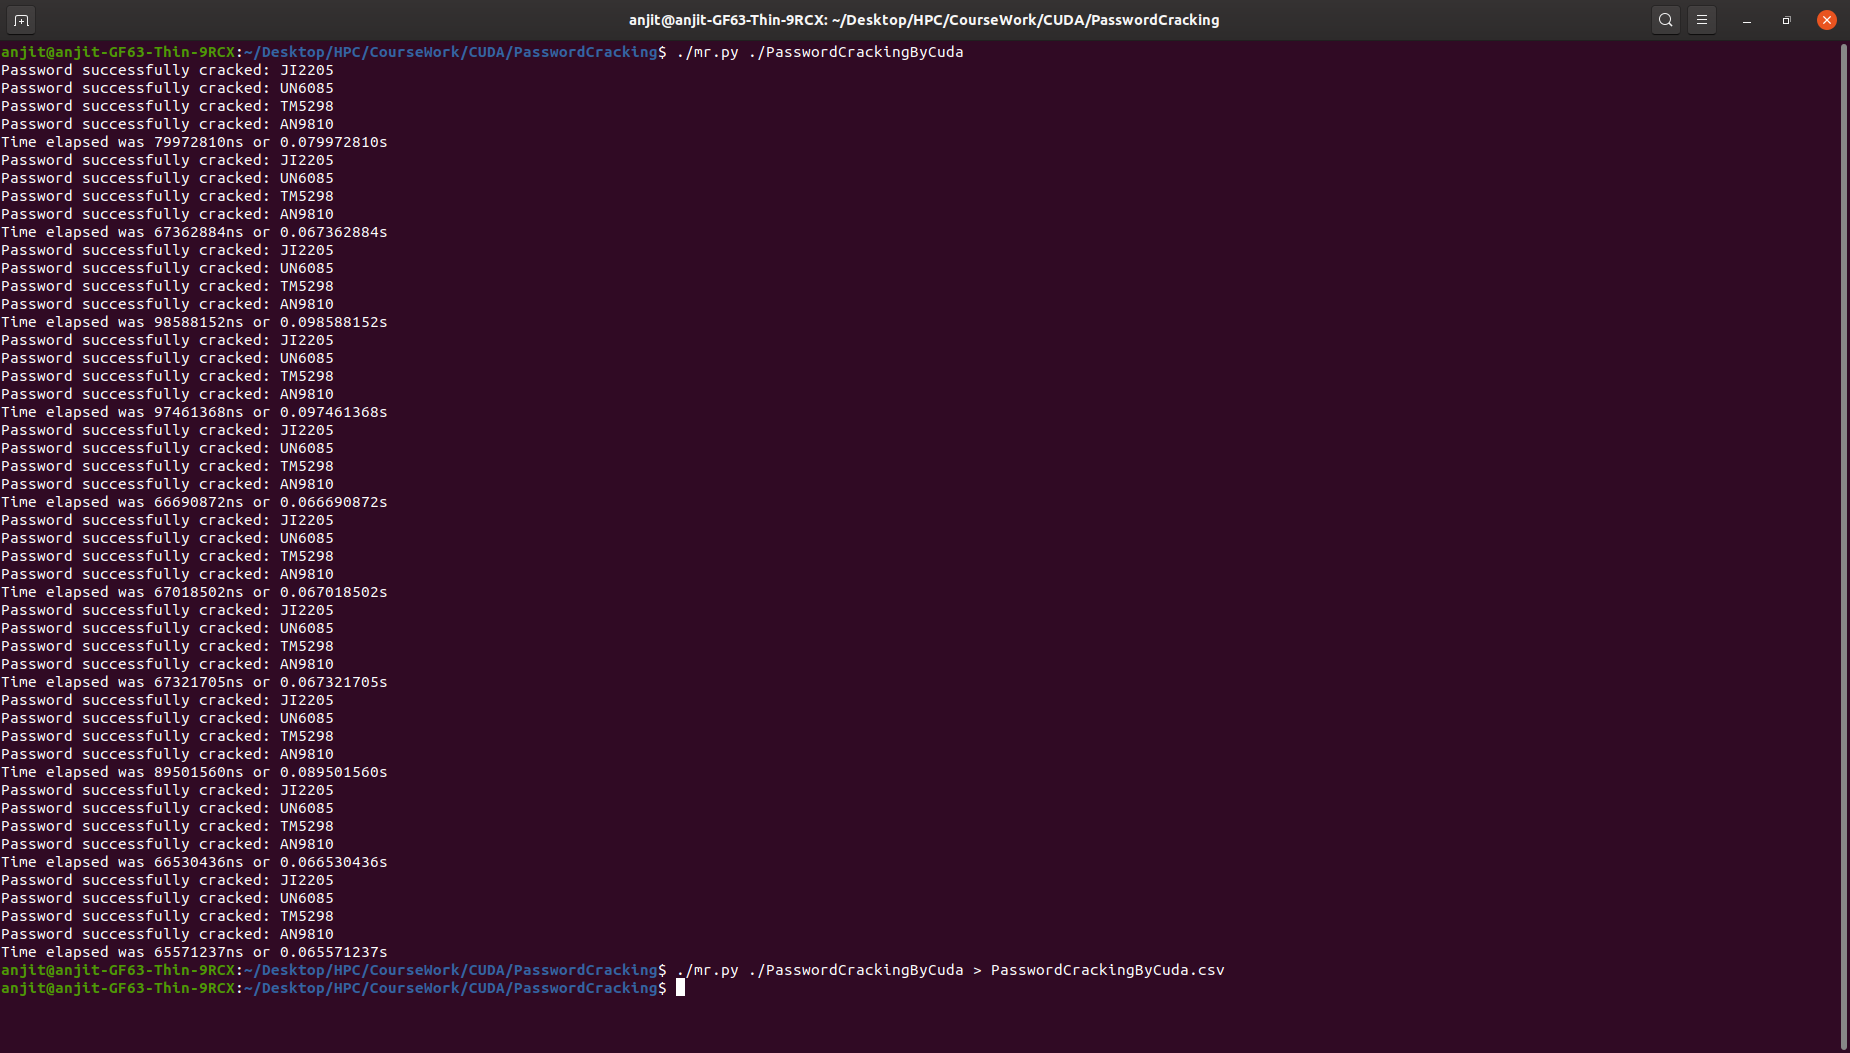 anjit@anjit-GF63-Thin-9RCX: ~/Desktop/HPC/CourseWork/CUDA/PasswordCracking
anjit@anjit-GF63-Thin-9RCX:~/Desktop/HPC/CourseWork/CUDA/PasswordCracking$ ./mr.py ./PasswordCrackingByCuda
Password successfully cracked: JI2205
Password successfully cracked: UN6085
Password successfully cracked: TM5298
Password successfully cracked: AN9810
Time elapsed was 79972810ns or 0.079972810s
Password successfully cracked: JI2205
Password successfully cracked: UN6085
Password successfully cracked: TM5298
Password successfully cracked: AN9810
Time elapsed was 67362884ns or 0.067362884s
Password successfully cracked: JI2205
Password successfully cracked: UN6085
Password successfully cracked: TM5298
Password successfully cracked: AN9810
Time elapsed was 98588152ns or 0.098588152s
Password successfully cracked: JI2205
Password successfully cracked: UN6085
Password successfully cracked: TM5298
Password successfully cracked: AN9810
Time elapsed was 97461368ns or 0.097461368s
Password successfully cracked: JI2205
Password successfully cracked: UN6085
Password successfully cracked: TM5298
Password successfully cracked: AN9810
Time elapsed was 66690872ns or 0.066690872s
Password successfully cracked: JI2205
Password successfully cracked: UN6085
Password successfully cracked: TM5298
Password successfully cracked: AN9810
Time elapsed was 67018502ns or 0.067018502s
Password successfully cracked: JI2205
Password successfully cracked: UN6085
Password successfully cracked: TM5298
Password successfully cracked: AN9810
Time elapsed was 67321705ns or 0.067321705s
Password successfully cracked: JI2205
Password successfully cracked: UN6085
Password successfully cracked: TM5298
Password successfully cracked: AN9810
Time elapsed was 89501560ns or 0.089501560s
Password successfully cracked: JI2205
Password successfully cracked: UN6085
Password successfully cracked: TM5298
Password successfully cracked: AN9810
Time elapsed was 66530436ns or 0.066530436s
Password successfully cracked: JI2205
Password successfully cracked: UN6085
Password successfully cracked: TM5298
Password successfully cracked: AN9810
Time elapsed was 65571237ns or 0.065571237s
anjit@anjit-GF63-Thin-9RCX:~/Desktop/HPC/CourseWork/CUDA/PasswordCracking$ ./mr.py ./PasswordCrackingByCuda > PasswordCrackingByCuda.csv
anjit@anjit-GF63-Thin-9RCX:~/Desktop/HPC/CourseWork/CUDA/PasswordCracking$